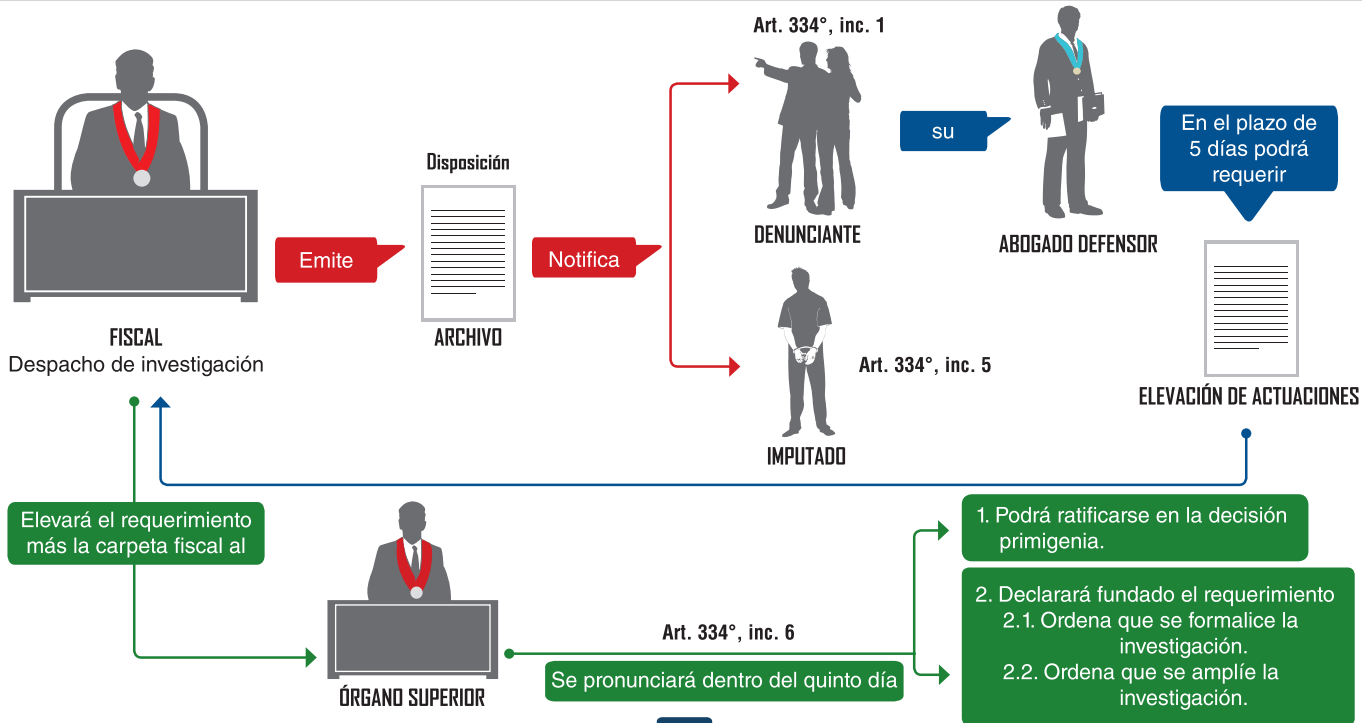 FISCAL
Despacho de investigación
Emite
Disposición
ARCHIVO
Notifica
Art. 334°, inc. 1
DENUNCIANTE
su
ABOGADO DEFENSOR
En el plazo de
5 días podrá
requerir
ELEVACIÓN DE ACTUACIONES
Art. 334°, inc. 5
IMPUTADO
Elevará el requerimiento
más la carpeta fiscal al
ÓRGANO SUPERIOR
Art. 334°, inc. 6
Se pronunciará dentro del quinto día
1. Podrá ratificarse en la decisión
primigenia.
2. Declarará fundado el requerimiento
2.1. Ordena que se formalice la
investigación.
2.2. Ordena que se amplíe la
investigación.